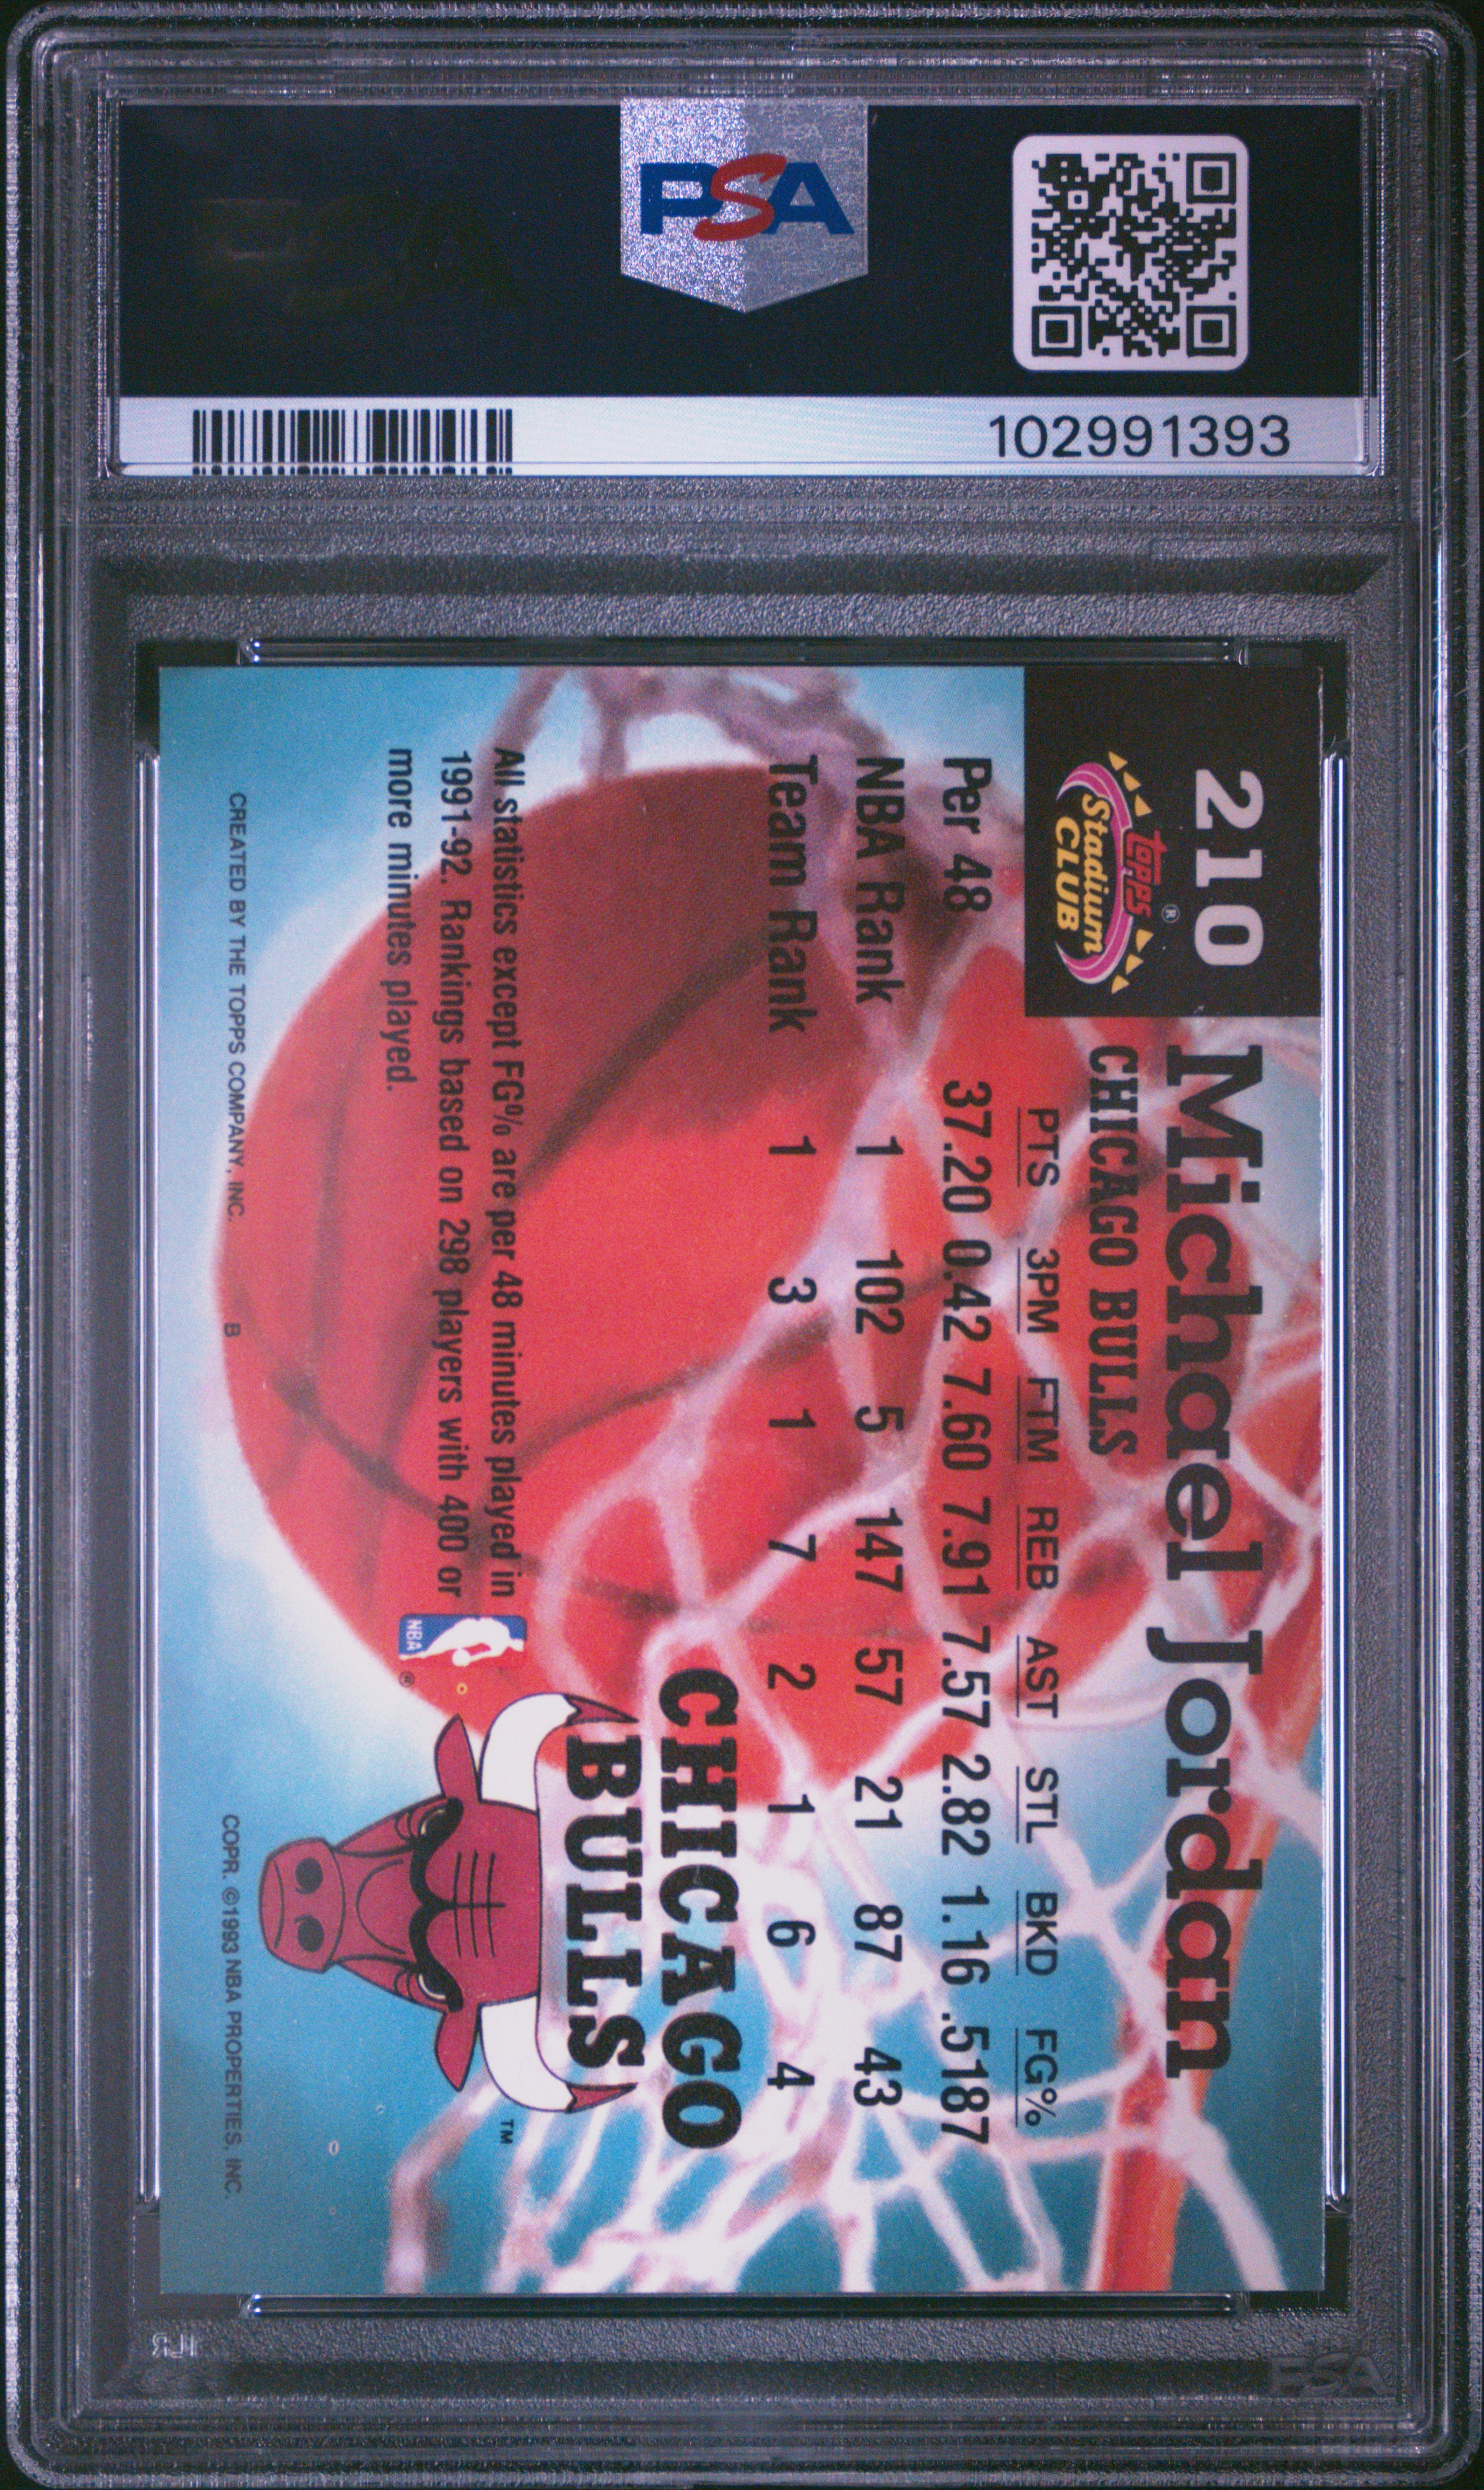 PSA
102991393
210
Michael Jordan
TOPPS ®
Stadium
CLUB
CHICAGO BULLS
PTS 3PM FTM REB AST STL BKD FG%
Per 48 37.20 0.42 7.60 7.91 7.57 2.82 1.16 .5187
NBA Rank 1 102 5 147 57 21 87 43
Team Rank 1 3 1 7 2 1 6 4
CHICAGO
BULLS
TM
All statistics except FG% are per 48 minutes played in
1991-92. Rankings based on 298 players with 400 or
more minutes played.
NBA ®
CREATED BY THE TOPPS COMPANY, INC. B COPR. ©1993 NBA PROPERTIES, INC.
PSA